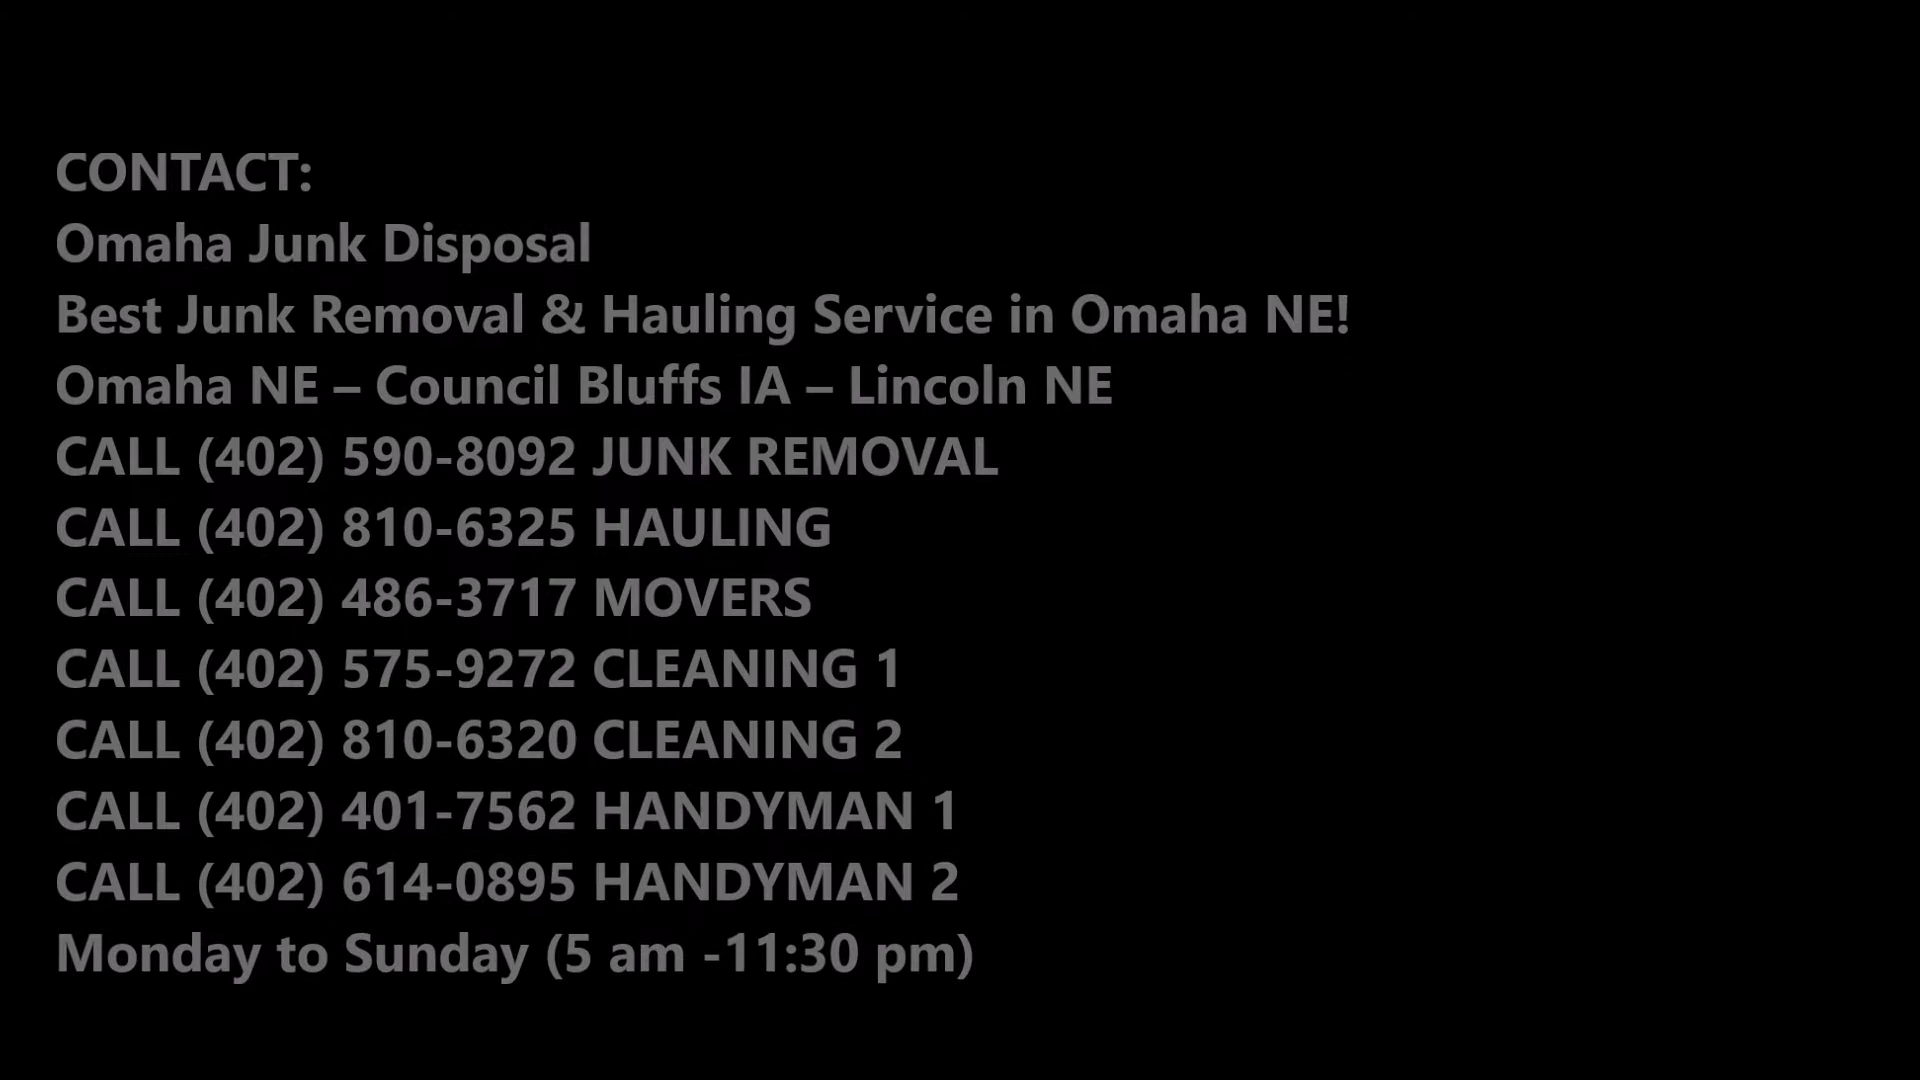 CONTACT:
Omaha Junk Disposal
Best Junk Removal & Hauling Service in Omaha NE!
Omaha NE – Council Bluffs IA – Lincoln NE
CALL (402) 590-8092 JUNK REMOVAL
CALL (402) 810-6325 HAULING
CALL (402) 486-3717 MOVERS
CALL (402) 575-9272 CLEANING 1
CALL (402) 810-6320 CLEANING 2
CALL (402) 401-7562 HANDYMAN 1
CALL (402) 614-0895 HANDYMAN 2
Monday to Sunday (5 am -11:30 pm)